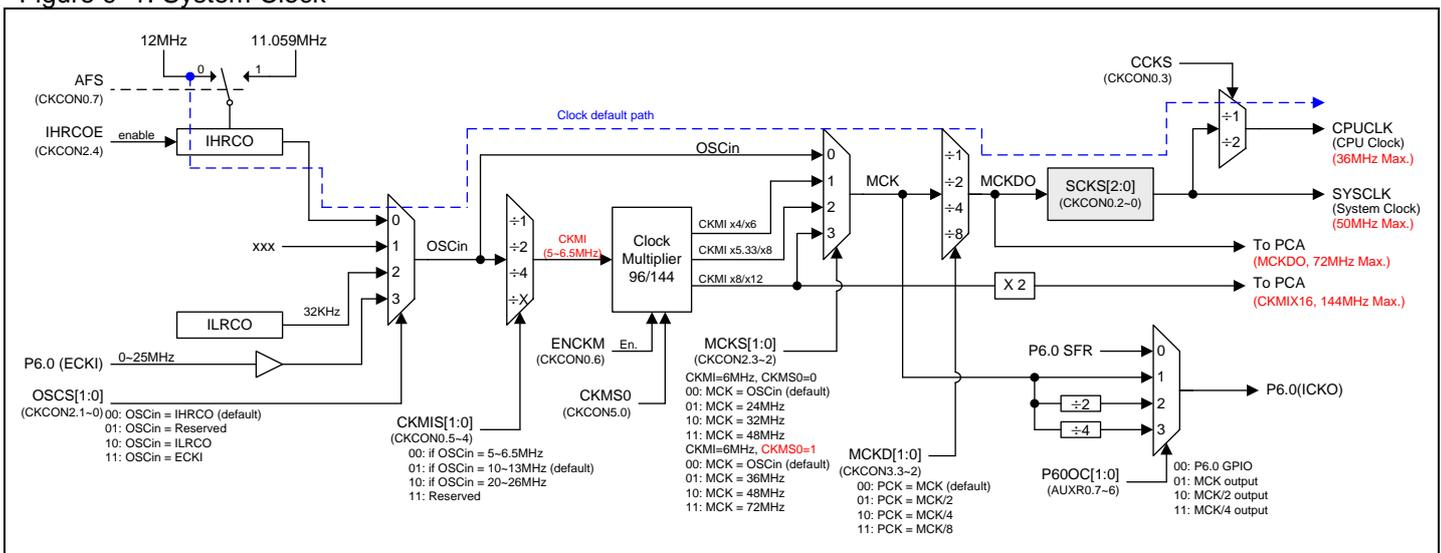 Figure 6-1. System Clock
12MHz
11.059MHz
0
1
AFS
(CKCON0.7)
IHRCOE
(CKCON2.4)
enable
IHRCO
Clock default path
CCKS
(CKCON0.3)
÷1
÷2
CPUCLK
(CPU Clock)
(36MHz Max.)
OSCin
0
1
2
3
MCK
÷1
÷2
÷4
÷8
MCKDO
SCKS[2:0]
(CKCON0.2~0)
SYSCLK
(System Clock)
(50MHz Max.)
xxx
0
1
2
3
OSCin
÷1
÷2
÷4
÷X
CKMI
(5~6.5MHz)
Clock
Multiplier
96/144
CKMI x4/x6
CKMI x5.33/x8
CKMI x8/x12
To PCA
(MCKDO, 72MHz Max.)
X 2
To PCA
(CKMIX16, 144MHz Max.)
ILRCO
32KHz
P6.0 (ECKI)
0~25MHz
OSCS[1:0]
(CKCON2.1~0)
00: OSCin = IHRCO (default)
01: OSCin = Reserved
10: OSCin = ILRCO
11: OSCin = ECKI
CKMIS[1:0]
(CKCON0.5~4)
00: if OSCin = 5~6.5MHz
01: if OSCin = 10~13MHz (default)
10: if OSCin = 20~26MHz
11: Reserved
ENCKM
(CKCON0.6)
En.
CKMS0
(CKCON5.0)
MCKS[1:0]
(CKCON2.3~2)
CKMI=6MHz, CKMS0=0
00: MCK = OSCin (default)
01: MCK = 24MHz
10: MCK = 32MHz
11: MCK = 48MHz
CKMI=6MHz, CKMS0=1
00: MCK = OSCin (default)
01: MCK = 36MHz
10: MCK = 48MHz
11: MCK = 72MHz
MCKD[1:0]
(CKCON3.3~2)
00: PCK = MCK (default)
01: PCK = MCK/2
10: PCK = MCK/4
11: PCK = MCK/8
P6.0 SFR
÷2
÷4
0
1
2
3
P6.0(ICKO)
P60OC[1:0]
(AUXR0.7~6)
00: P6.0 GPIO
01: MCK output
10: MCK/2 output
11: MCK/4 output